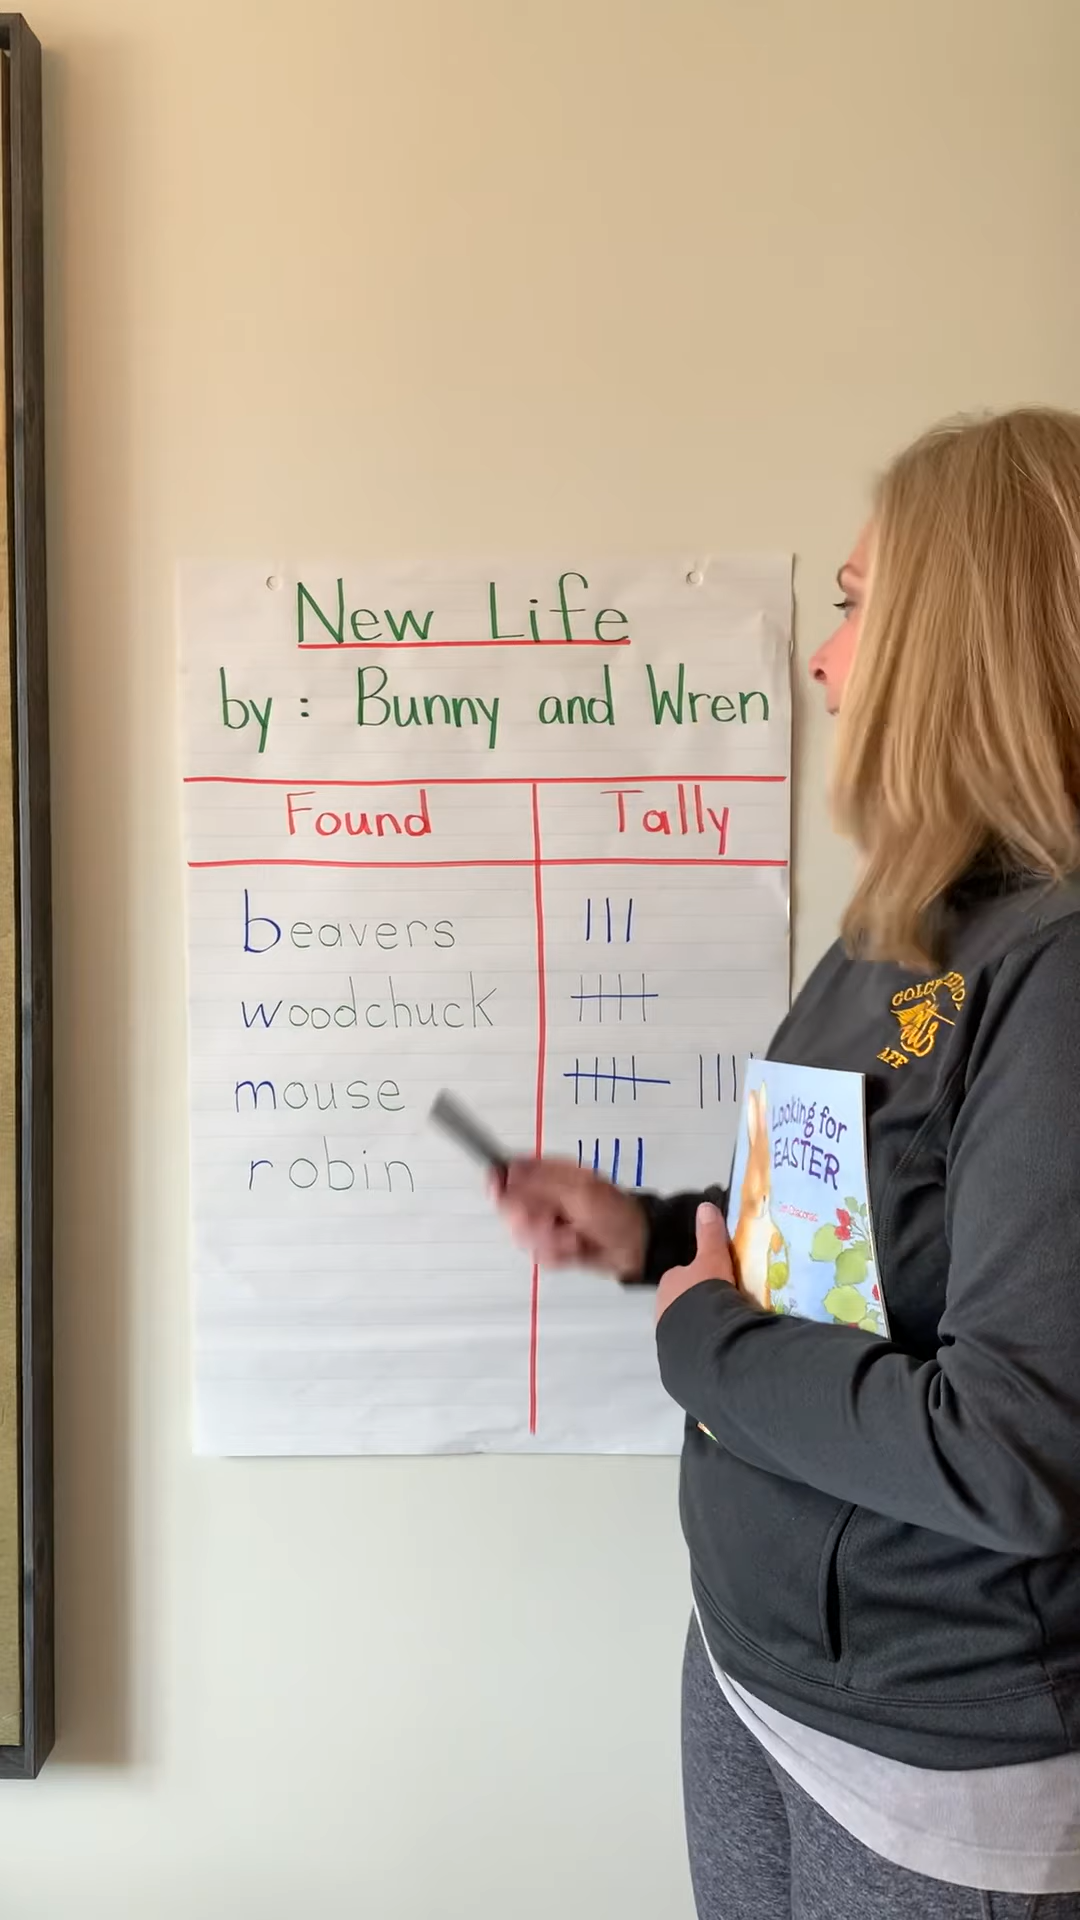 New Life
by: Bunny and Wren
Found Tally
beavers
woodchuck
mouse
robin
Looking for
EASTER